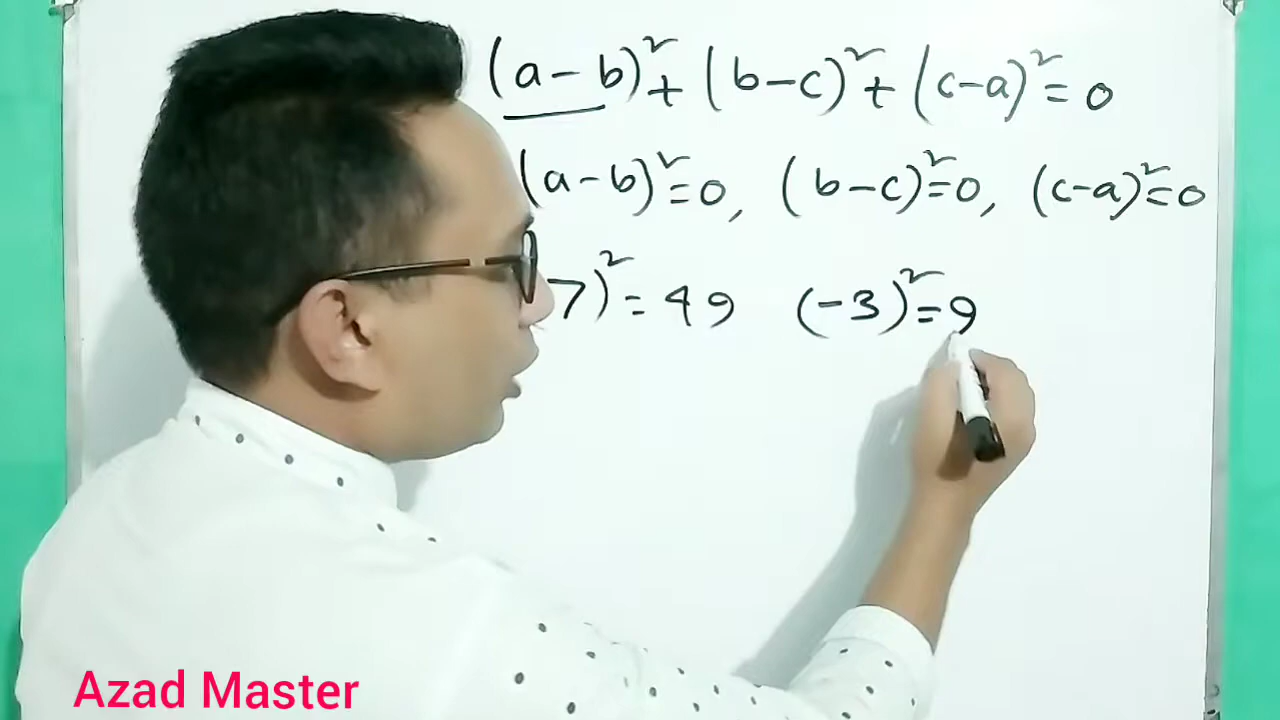 (a-b)²+(b-c)²+(c-a)²=0
(a-b)²=0, (b-c)²=0, (c-a)²=0
7)²=49 (-3)²=9
Azad Master